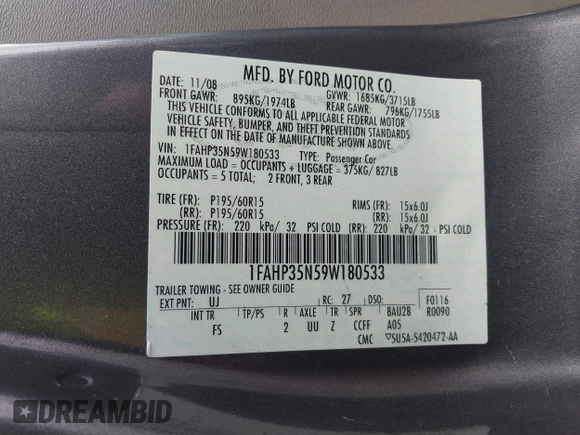 MFD. BY FORD MOTOR CO.
DATE: 11/08 GVWR: 1685KG/3715LB
FRONT GAWR: 895KG/1974LB REAR GAWR: 796KG/1755LB
THIS VEHICLE CONFORMS TO ALL APPLICABLE FEDERAL MOTOR
VEHICLE SAFETY, BUMPER, AND THEFT PREVENTION STANDARDS
IN EFFECT ON THE DATE OF MANUFACTURE SHOWN ABOVE.
VIN: 1FAHP35N59W180533 TYPE: Passenger Car
MAXIMUM LOAD = OCCUPANTS + LUGGAGE = 375KG/ 827LB
OCCUPANTS = 5 TOTAL; 2 FRONT, 3 REAR
TIRE (FR): P195/60R15 RIMS (FR): 15x6.0J
(RR): P195/60R15 (RR): 15x6.0J
PRESSURE (FR): 220 kPa/ 32 PSI COLD (RR): 220 kPa/ 32 PSI COLD
1FAHP35N59W180533
TRAILER TOWING - SEE OWNER GUIDE
EXT PNT: UJ RC: 27 DSO: F0116
INT TR TP/PS R AXLE TR SPR BAU2B R0090
FS 2 UU Z CCFF A05
CMC ▽5U5A-5420472-AA
DREAMBID